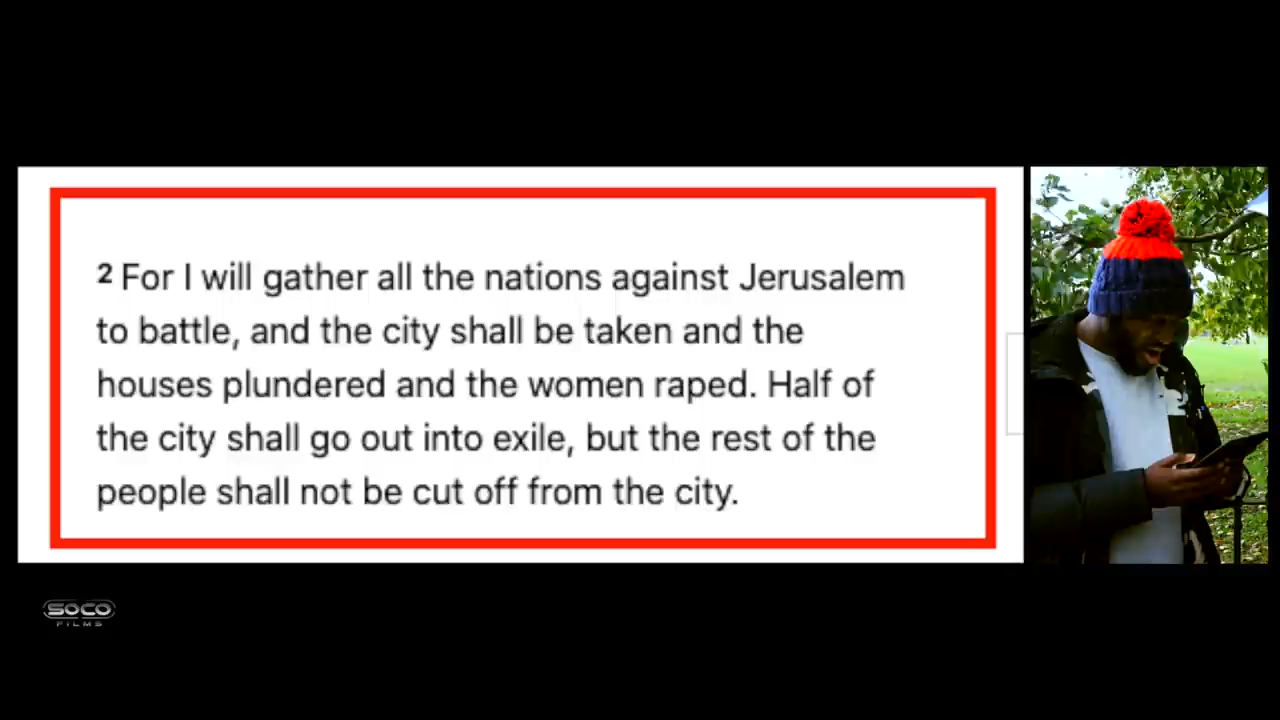 2 For I will gather all the nations against Jerusalem
to battle, and the city shall be taken and the
houses plundered and the women raped. Half of
the city shall go out into exile, but the rest of the
people shall not be cut off from the city.
SOCO
FILMS